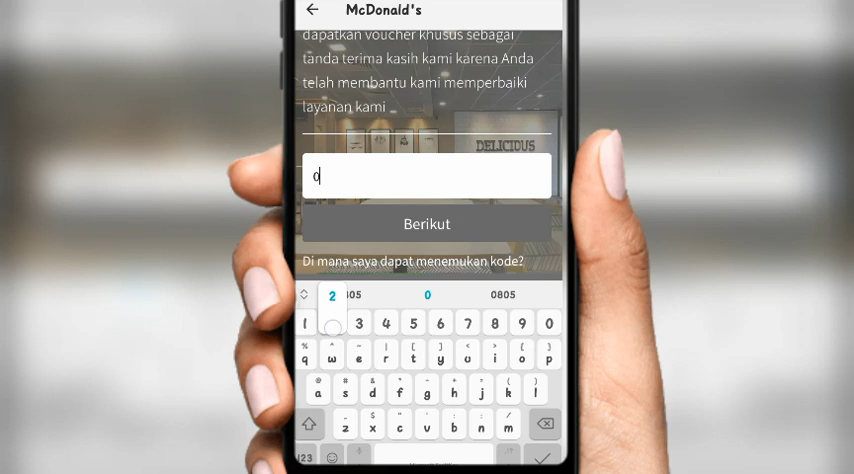 McDonald's
dapatkan voucher khusus sebagai
tanda terima kasih kami karena Anda
telah membantu kami memperbaiki
layanan kami
DELICIOUS
0
Berikut
Di mana saya dapat menemukan kode?
2 0 0805
1 3 4 5 6 7 8 9 0
q w e r t y u i o p
a s d f g h j k l
z x c v b n m